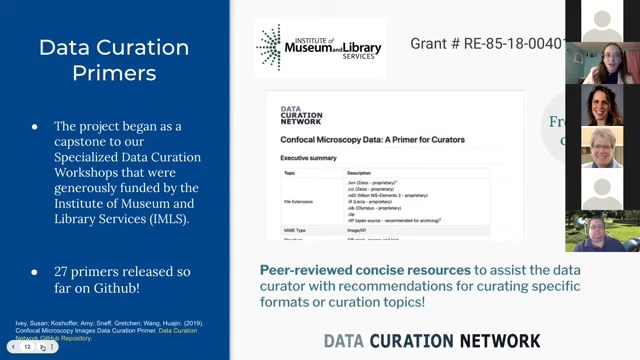 Data Curation
Primers
● The project began as a
capstone to our
Specialized Data Curation
Workshops that were
generously funded by the
Institute of Museum and
Library Services (IMLS).
● 27 primers released so
far on Github!
Ivey, Susan; Koshoffer, Amy; Sneff, Gretchen; Wang, Huajin. (2019).
Confocal Microscopy Images Data Curation Primer. Data
Curation Network GitHub Repository.
12
INSTITUTE of
Museum and Library
SERVICES
Grant # RE-85-18-0040
DATA
CURATION
NETWORK
Confocal Microscopy Data: A Primer for Curators
Executive summary
Topic Description
File Extensions
.lsm (Zeiss - proprietary)
.czi (Zeiss - proprietary)
.nd2 (Nikon NIS-Elements 2 - proprietary)
.lif (Leica - proprietary)
.oib (Olympus - proprietary)
.tiff (open source - recommended for archiving)
MIME Type Image/tiff
Peer-reviewed concise resources to assist the data
curator with recommendations for curating specific
formats or curation topics!
DATA CURATION NETWORK